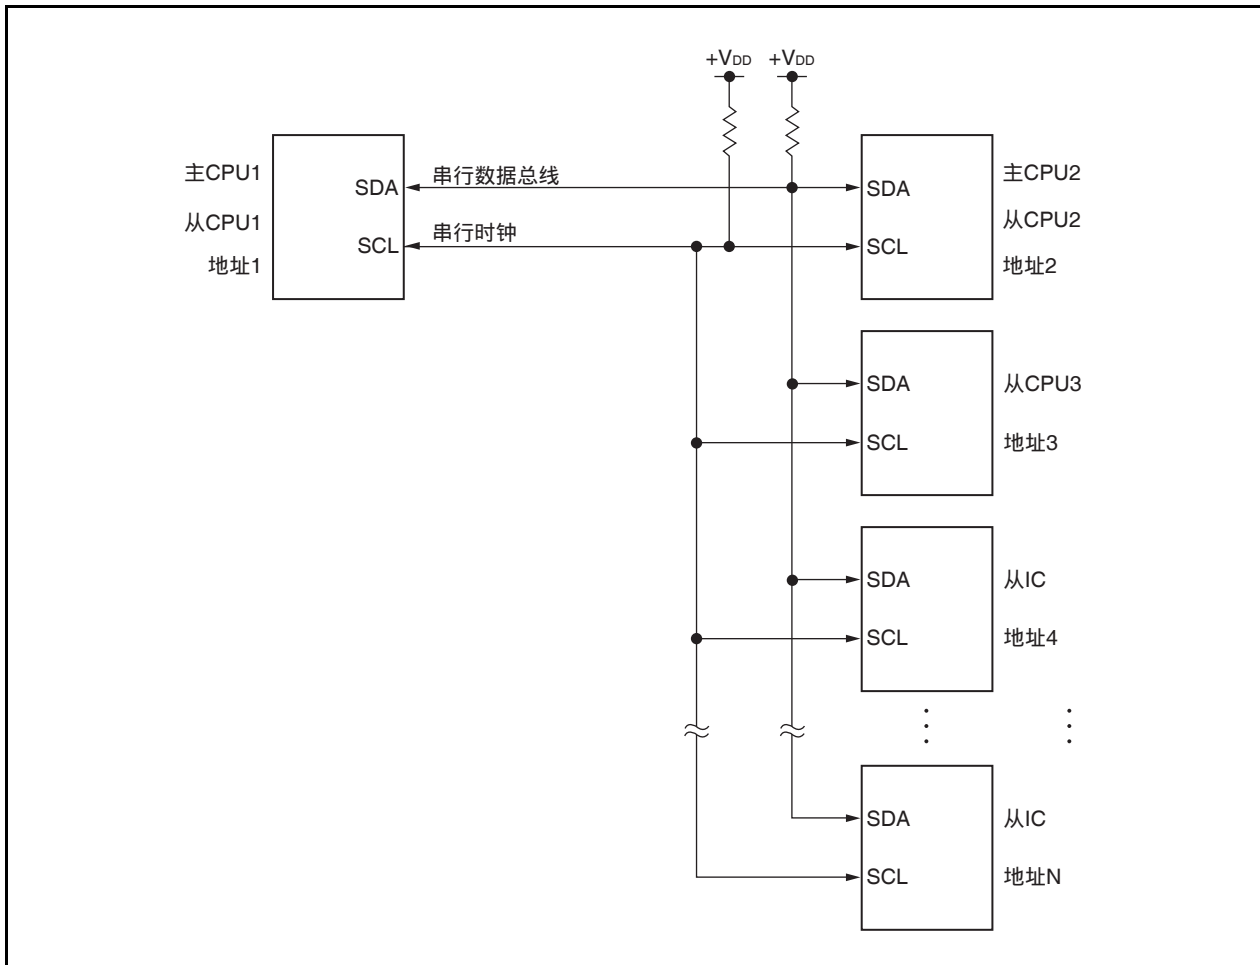 +VDD +VDD
主CPU1
从CPU1
地址1
SDA
SCL
串行数据总线
串行时钟
SDA
SCL
主CPU2
从CPU2
地址2
SDA
SCL
从CPU3
地址3
SDA
SCL
从IC
地址4
SDA
SCL
从IC
地址N